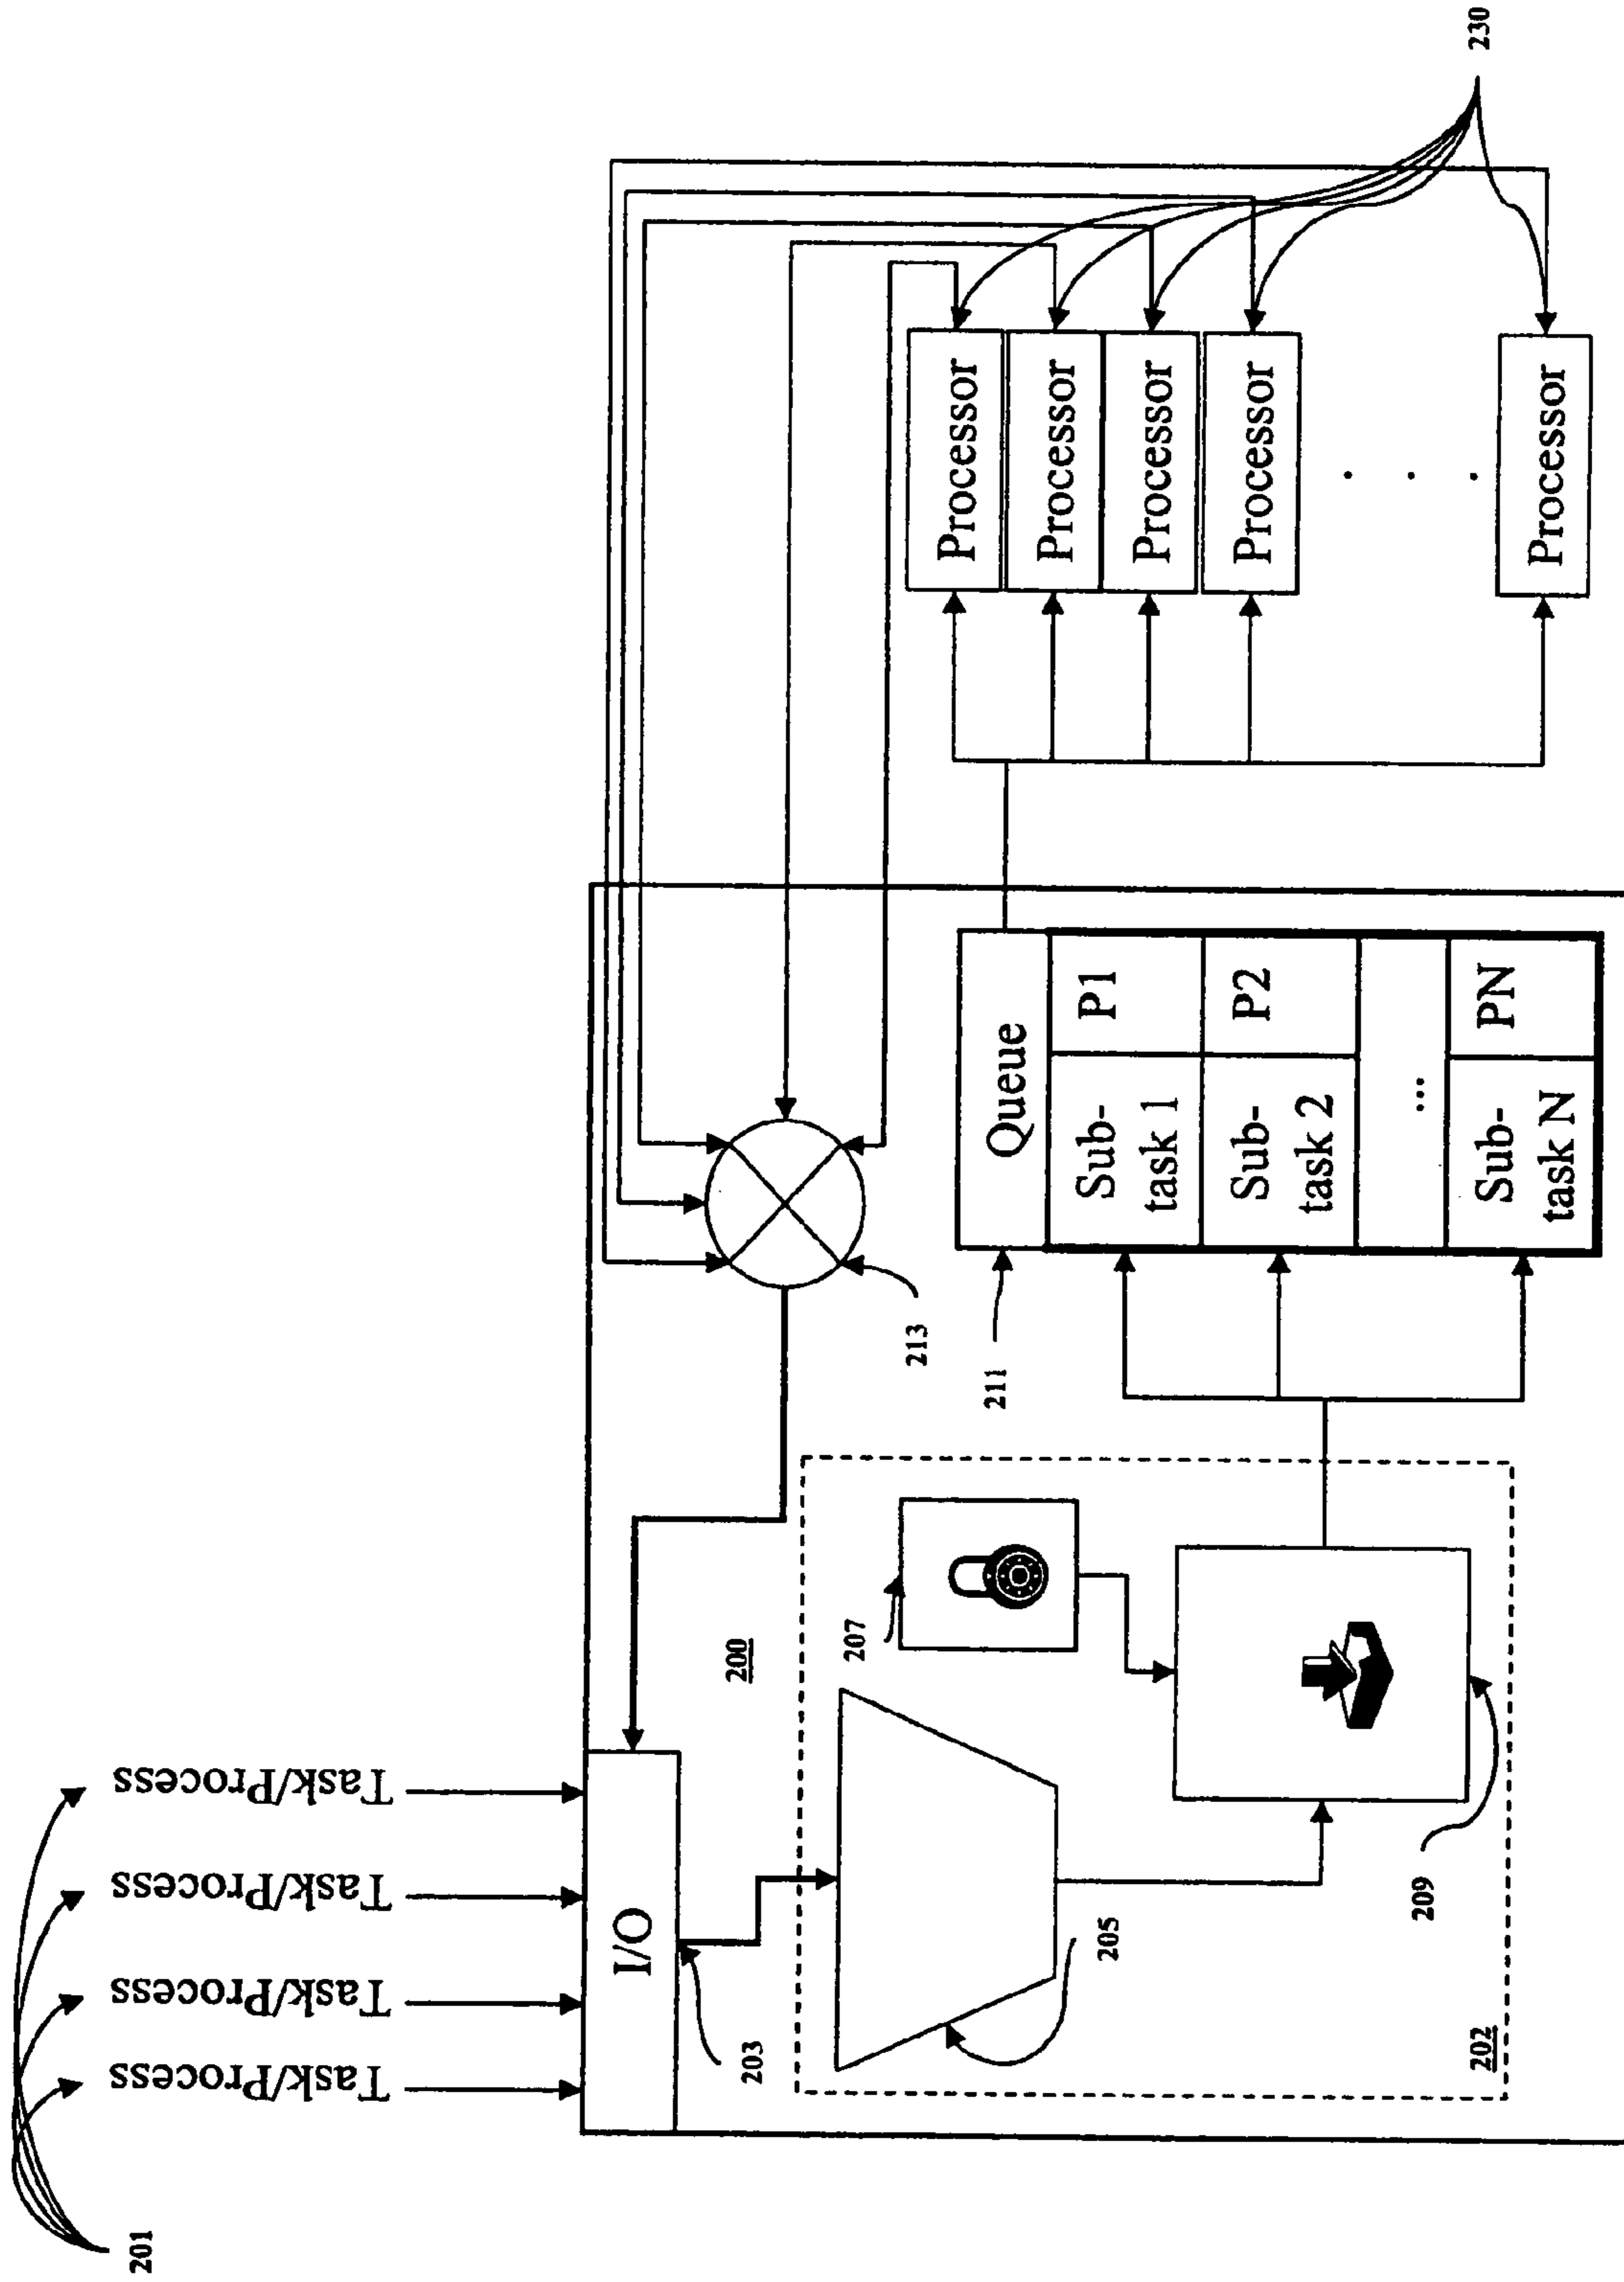 201
Task/Process
Task/Process
Task/Process
Task/Process
I/O
203
200
202
205
207
209
211
213
Queue
Sub-
task 1
P1
Sub-
task 2
P2
...
Sub-
task N
PN
Processor
Processor
Processor
Processor
. . .
Processor
230